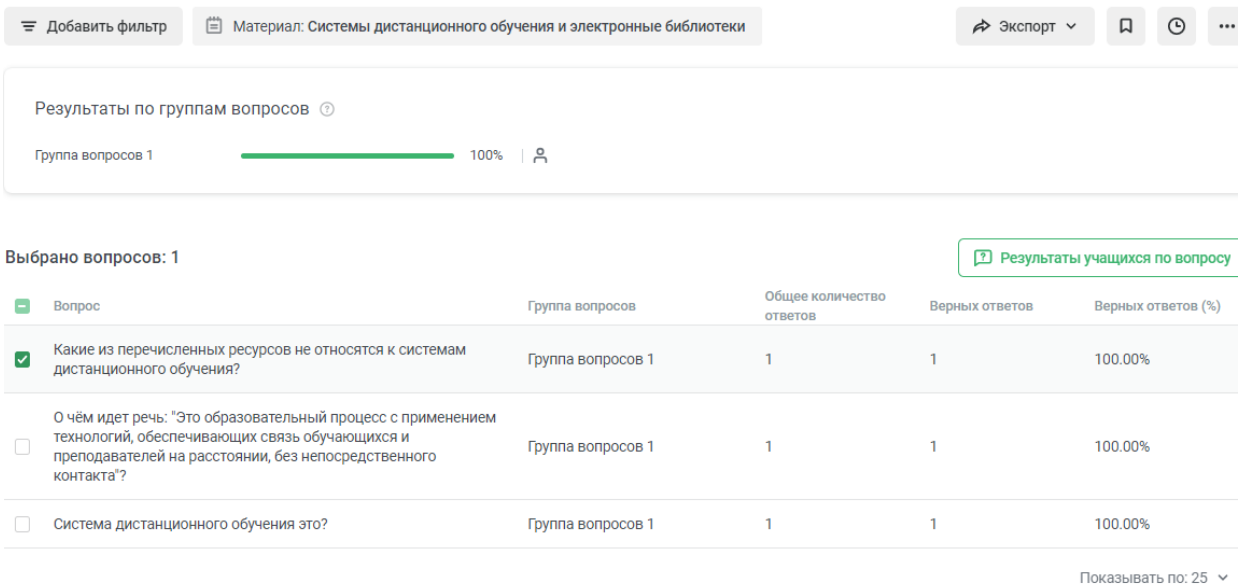 Добавить фильтр
Материал: Системы дистанционного обучения и электронные библиотеки
Экспорт
Результаты по группам вопросов ?
Группа вопросов 1 100%
Выбрано вопросов: 1
Результаты учащихся по вопросу
Вопрос
Группа вопросов
Общее количество
ответов
Верных ответов
Верных ответов (%)
Какие из перечисленных ресурсов не относятся к системам
дистанционного обучения?
Группа вопросов 1
1
1
100.00%
О чём идет речь: "Это образовательный процесс с применением
технологий, обеспечивающих связь обучающихся и
преподавателей на расстоянии, без непосредственного
контакта"?
Группа вопросов 1
1
1
100.00%
Система дистанционного обучения это?
Группа вопросов 1
1
1
100.00%
Показывать по: 25